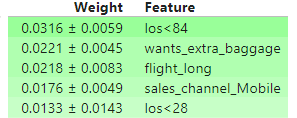 Weight Feature
0.0316 ± 0.0059 los<84
0.0221 ± 0.0045 wants_extra_baggage
0.0218 ± 0.0083 flight_long
0.0176 ± 0.0049 sales_channel_Mobile
0.0133 ± 0.0143 los<28